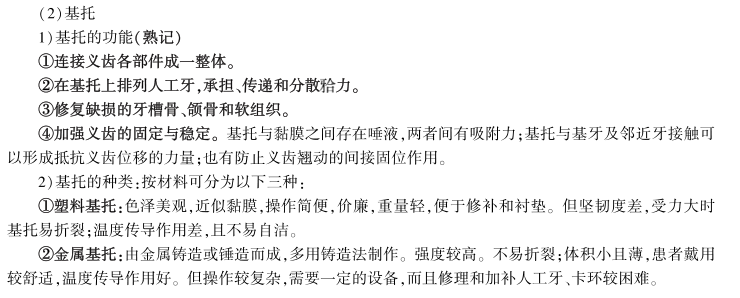 (2)基托
1)基托的功能(熟记)
①连接义齿各部件成一整体。
②在基托上排列人工牙,承担、传递和分散𬌗力。
③修复缺损的牙槽骨、颌骨和软组织。
④加强义齿的固定与稳定。基托与黏膜之间存在唾液,两者间有吸附力;基托与基牙及邻近牙接触可
以形成抵抗义齿位移的力量;也有防止义齿翘动的间接固位作用。
2)基托的种类:按材料可分为以下三种:
①塑料基托:色泽美观,近似黏膜,操作简便,价廉,重量轻,便于修补和衬垫。但坚韧度差,受力大时
基托易折裂;温度传导作用差,且不易自洁。
②金属基托:由金属铸造或锤造而成,多用铸造法制作。强度较高。不易折裂;体积小且薄,患者戴用
较舒适,温度传导作用好。但操作较复杂,需要一定的设备,而且修理和加补人工牙、卡环较困难。